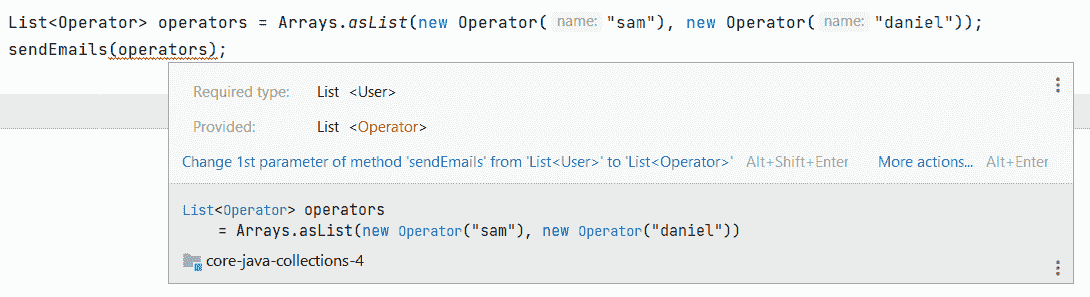 List<Operator> operators = Arrays.asList(new Operator( name: "sam"), new Operator( name: "daniel"));
sendEmails(operators);
Required type: List <User>
Provided: List <Operator>
Change 1st parameter of method 'sendEmails' from 'List<User>' to 'List<Operator>' Alt+Shift+Enter More actions... Alt+Enter
List<Operator> operators
= Arrays.asList(new Operator("sam"), new Operator("daniel"))
core-java-collections-4